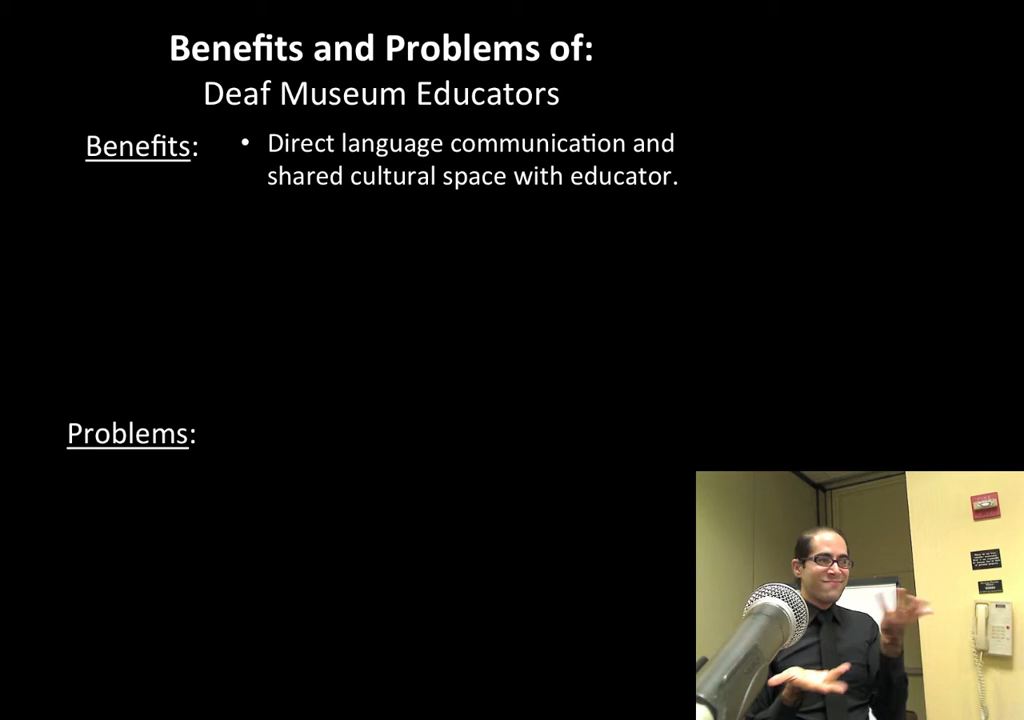 Benefits and Problems of:
Deaf Museum Educators
Benefits:
• Direct language communication and
shared cultural space with educator.
Problems: